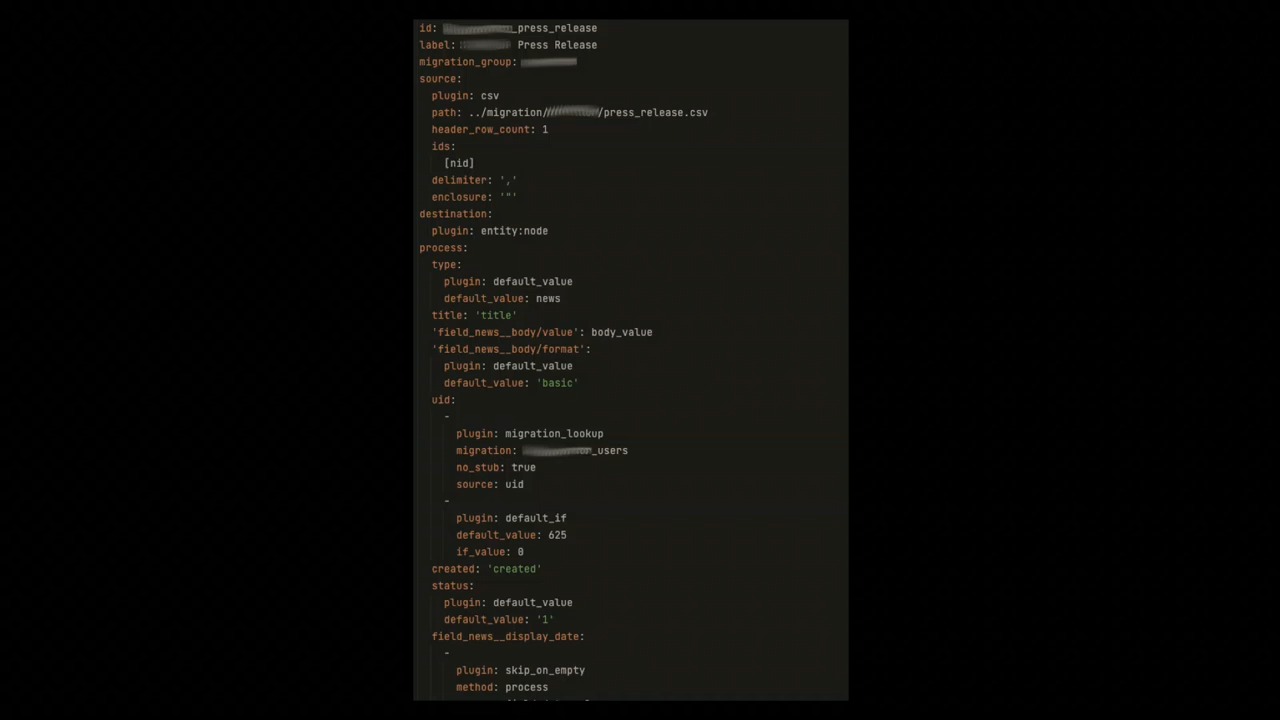 id: _press_release
label: Press Release
migration_group:
source:
  plugin: csv
  path: ../migration/ /press_release.csv
  header_row_count: 1
  ids:
    [nid]
  delimiter: ','
  enclosure: '"'
destination:
  plugin: entity:node
process:
  type:
    plugin: default_value
    default_value: news
  title: 'title'
  'field_news__body/value': body_value
  'field_news__body/format':
    plugin: default_value
    default_value: 'basic'
  uid:
    -
      plugin: migration_lookup
      migration: _users
      no_stub: true
      source: uid
    -
      plugin: default_if
      default_value: 625
      if_value: 0
  created: 'created'
  status:
    plugin: default_value
    default_value: '1'
  field_news__display_date:
    -
      plugin: skip_on_empty
      method: process